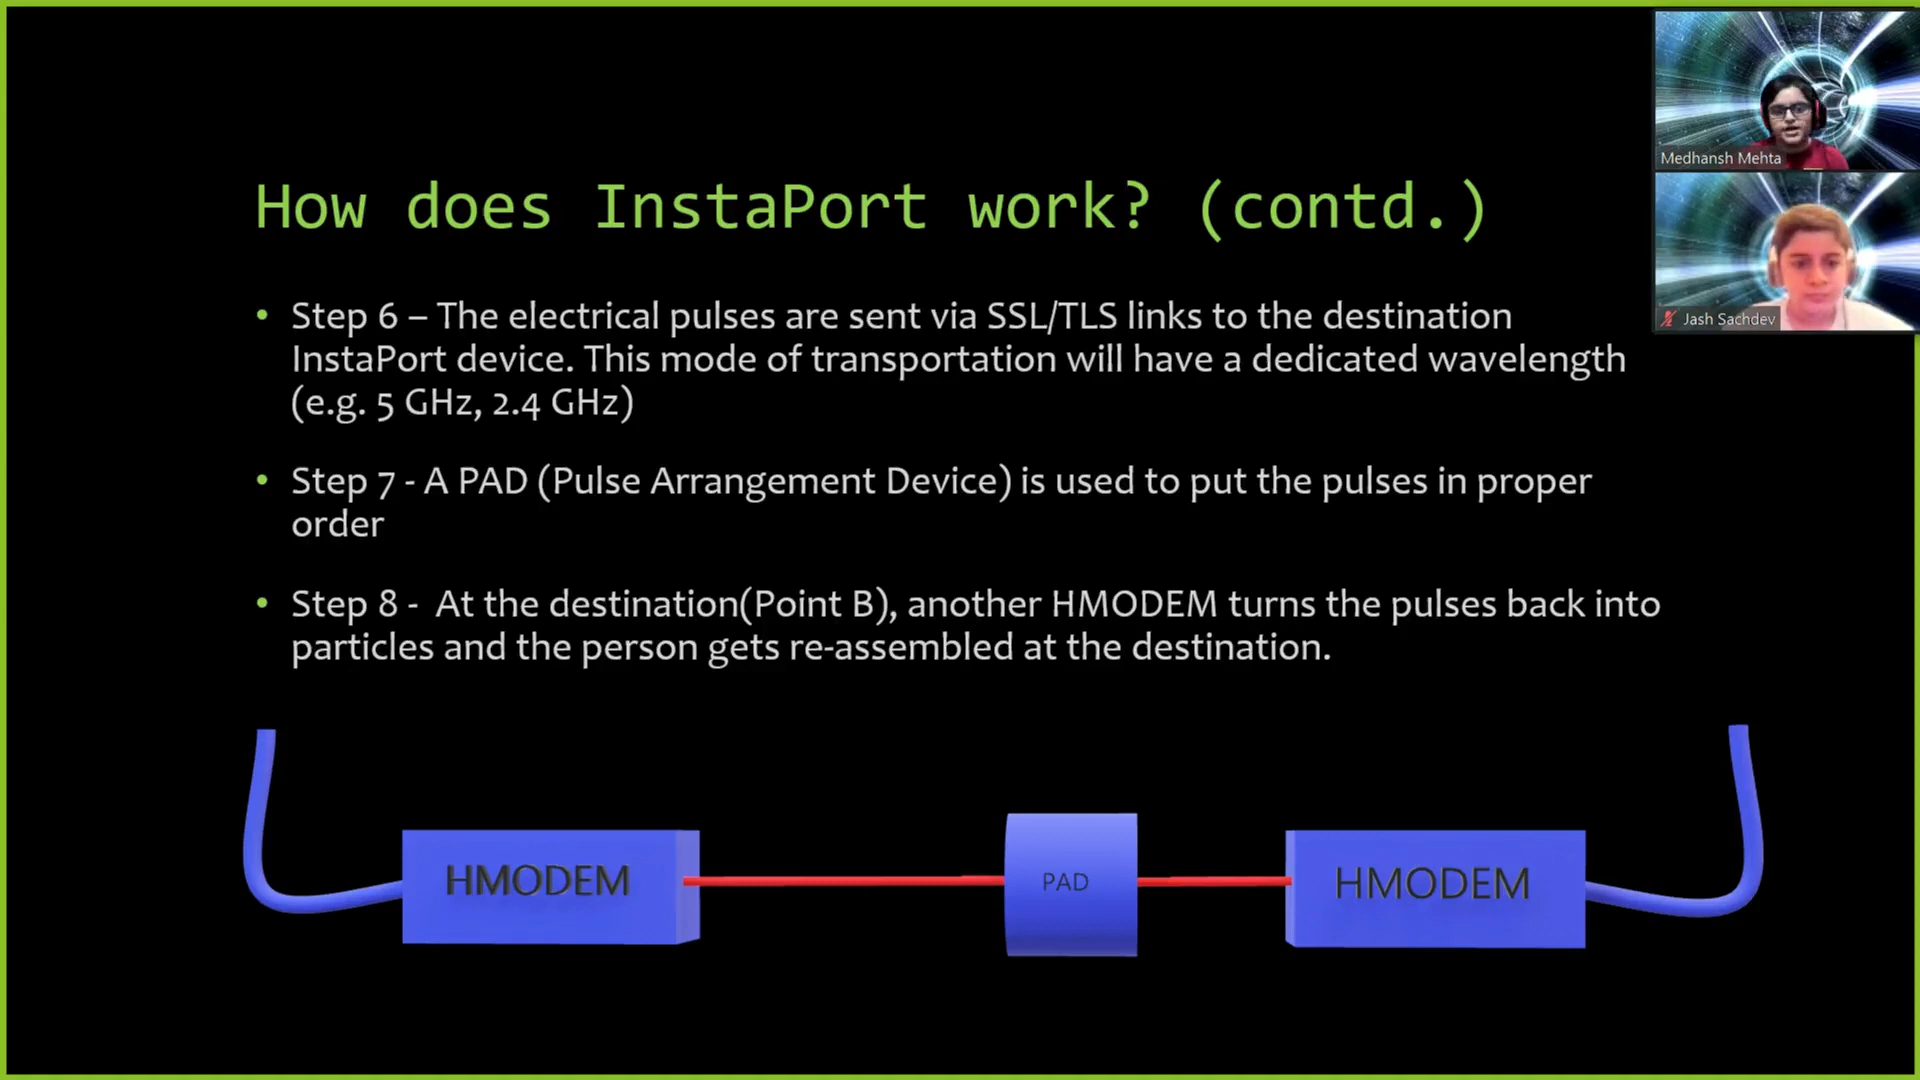 How does InstaPort work? (contd.)
• Step 6 – The electrical pulses are sent via SSL/TLS links to the destination
InstaPort device. This mode of transportation will have a dedicated wavelength
(e.g. 5 GHz, 2.4 GHz)
• Step 7 - A PAD (Pulse Arrangement Device) is used to put the pulses in proper
order
• Step 8 - At the destination(Point B), another HMODEM turns the pulses back into
particles and the person gets re-assembled at the destination.
HMODEM
PAD
HMODEM
Medhansh Mehta
Jash Sachdev